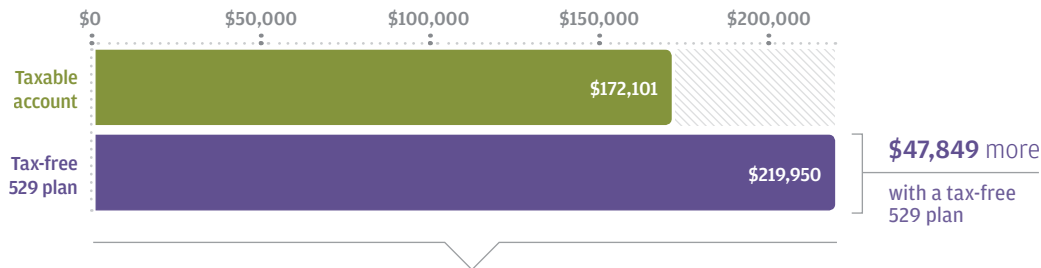 $0 $50,000 $100,000 $150,000 $200,000
Taxable
account
$172,101
Tax-free
529 plan
$219,950
$47,849 more
with a tax-free
529 plan